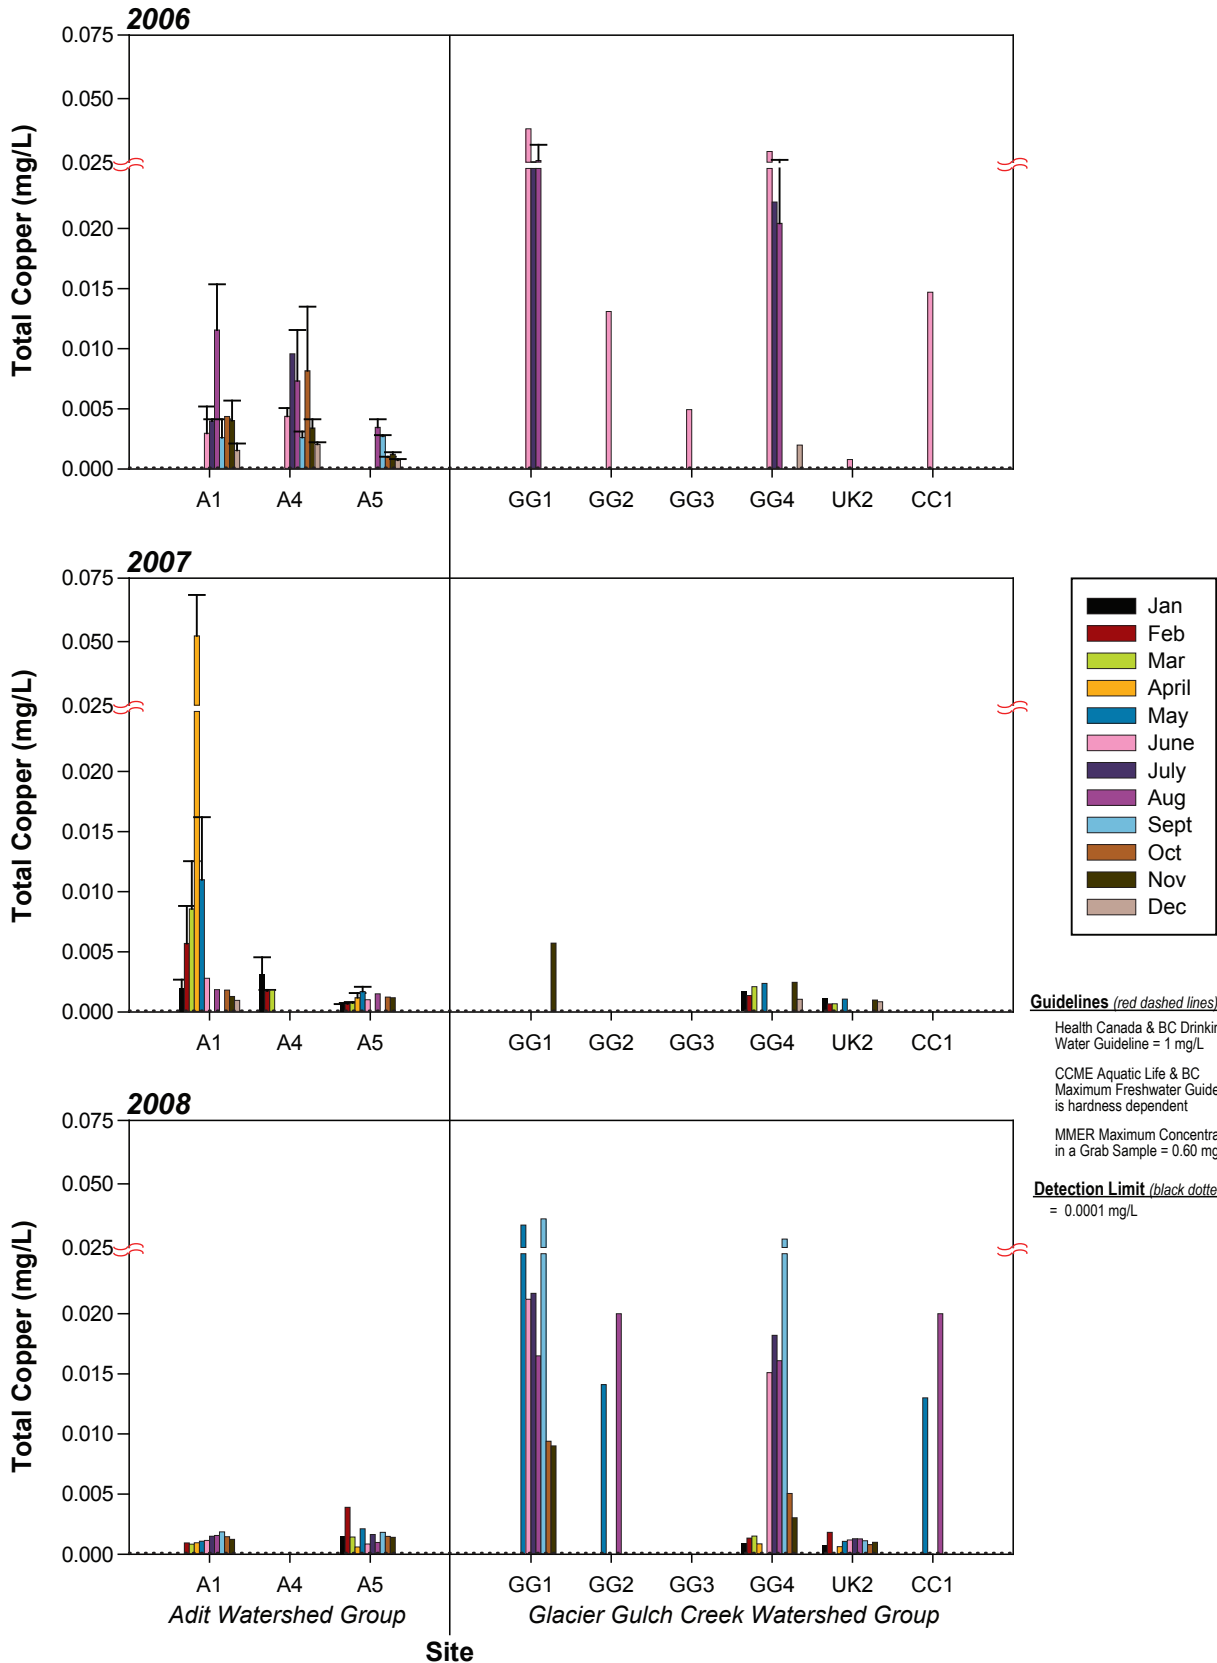 2006
0.075
0.050
0.025
0.020
0.015
0.010
0.005
0.000
Total Copper (mg/L)
A1 A4 A5 GG1 GG2 GG3 GG4 UK2 CC1
2007
0.075
0.050
0.025
0.020
0.015
0.010
0.005
0.000
Total Copper (mg/L)
A1 A4 A5 GG1 GG2 GG3 GG4 UK2 CC1
Jan
Feb
Mar
April
May
June
July
Aug
Sept
Oct
Nov
Dec
Guidelines (red dashed lines)
Health Canada & BC
Water Guideline = 1 mg/L
CCME Aquatic Life & BC
Maximum Freshwater
is hardness dependent
MMER Maximum
in a Grab Sample = 0.60
Detection Limit (black
= 0.0001 mg/L
2008
0.075
0.050
0.025
0.020
0.015
0.010
0.005
0.000
Total Copper (mg/L)
A1 A4 A5 GG1 GG2 GG3 GG4 UK2 CC1
Adit Watershed Group Glacier Gulch Creek Watershed Group
Site